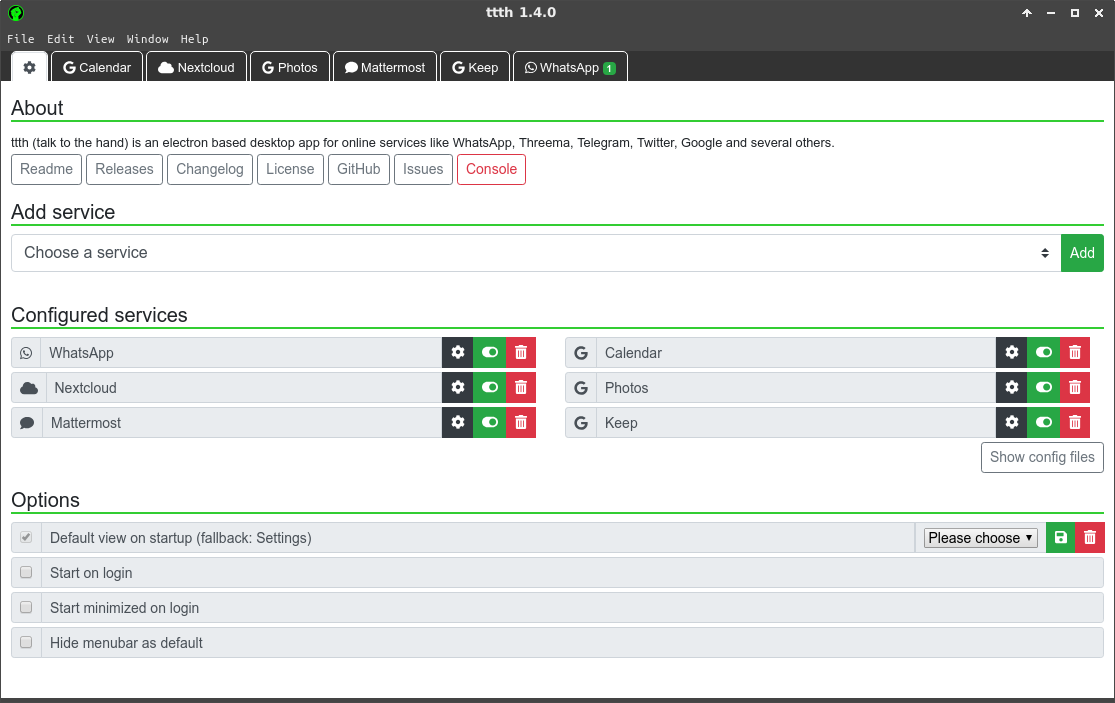 ttth 1.4.0
File Edit View Window Help
Calendar Nextcloud Photos Mattermost Keep WhatsApp 1
About
ttth (talk to the hand) is an electron based desktop app for online services like WhatsApp, Threema, Telegram, Twitter, Google and several others.
Readme Releases Changelog License GitHub Issues Console
Add service
Choose a service Add
Configured services
WhatsApp Calendar
Nextcloud Photos
Mattermost Keep
Show config files
Options
Default view on startup (fallback: Settings) Please choose
Start on login
Start minimized on login
Hide menubar as default